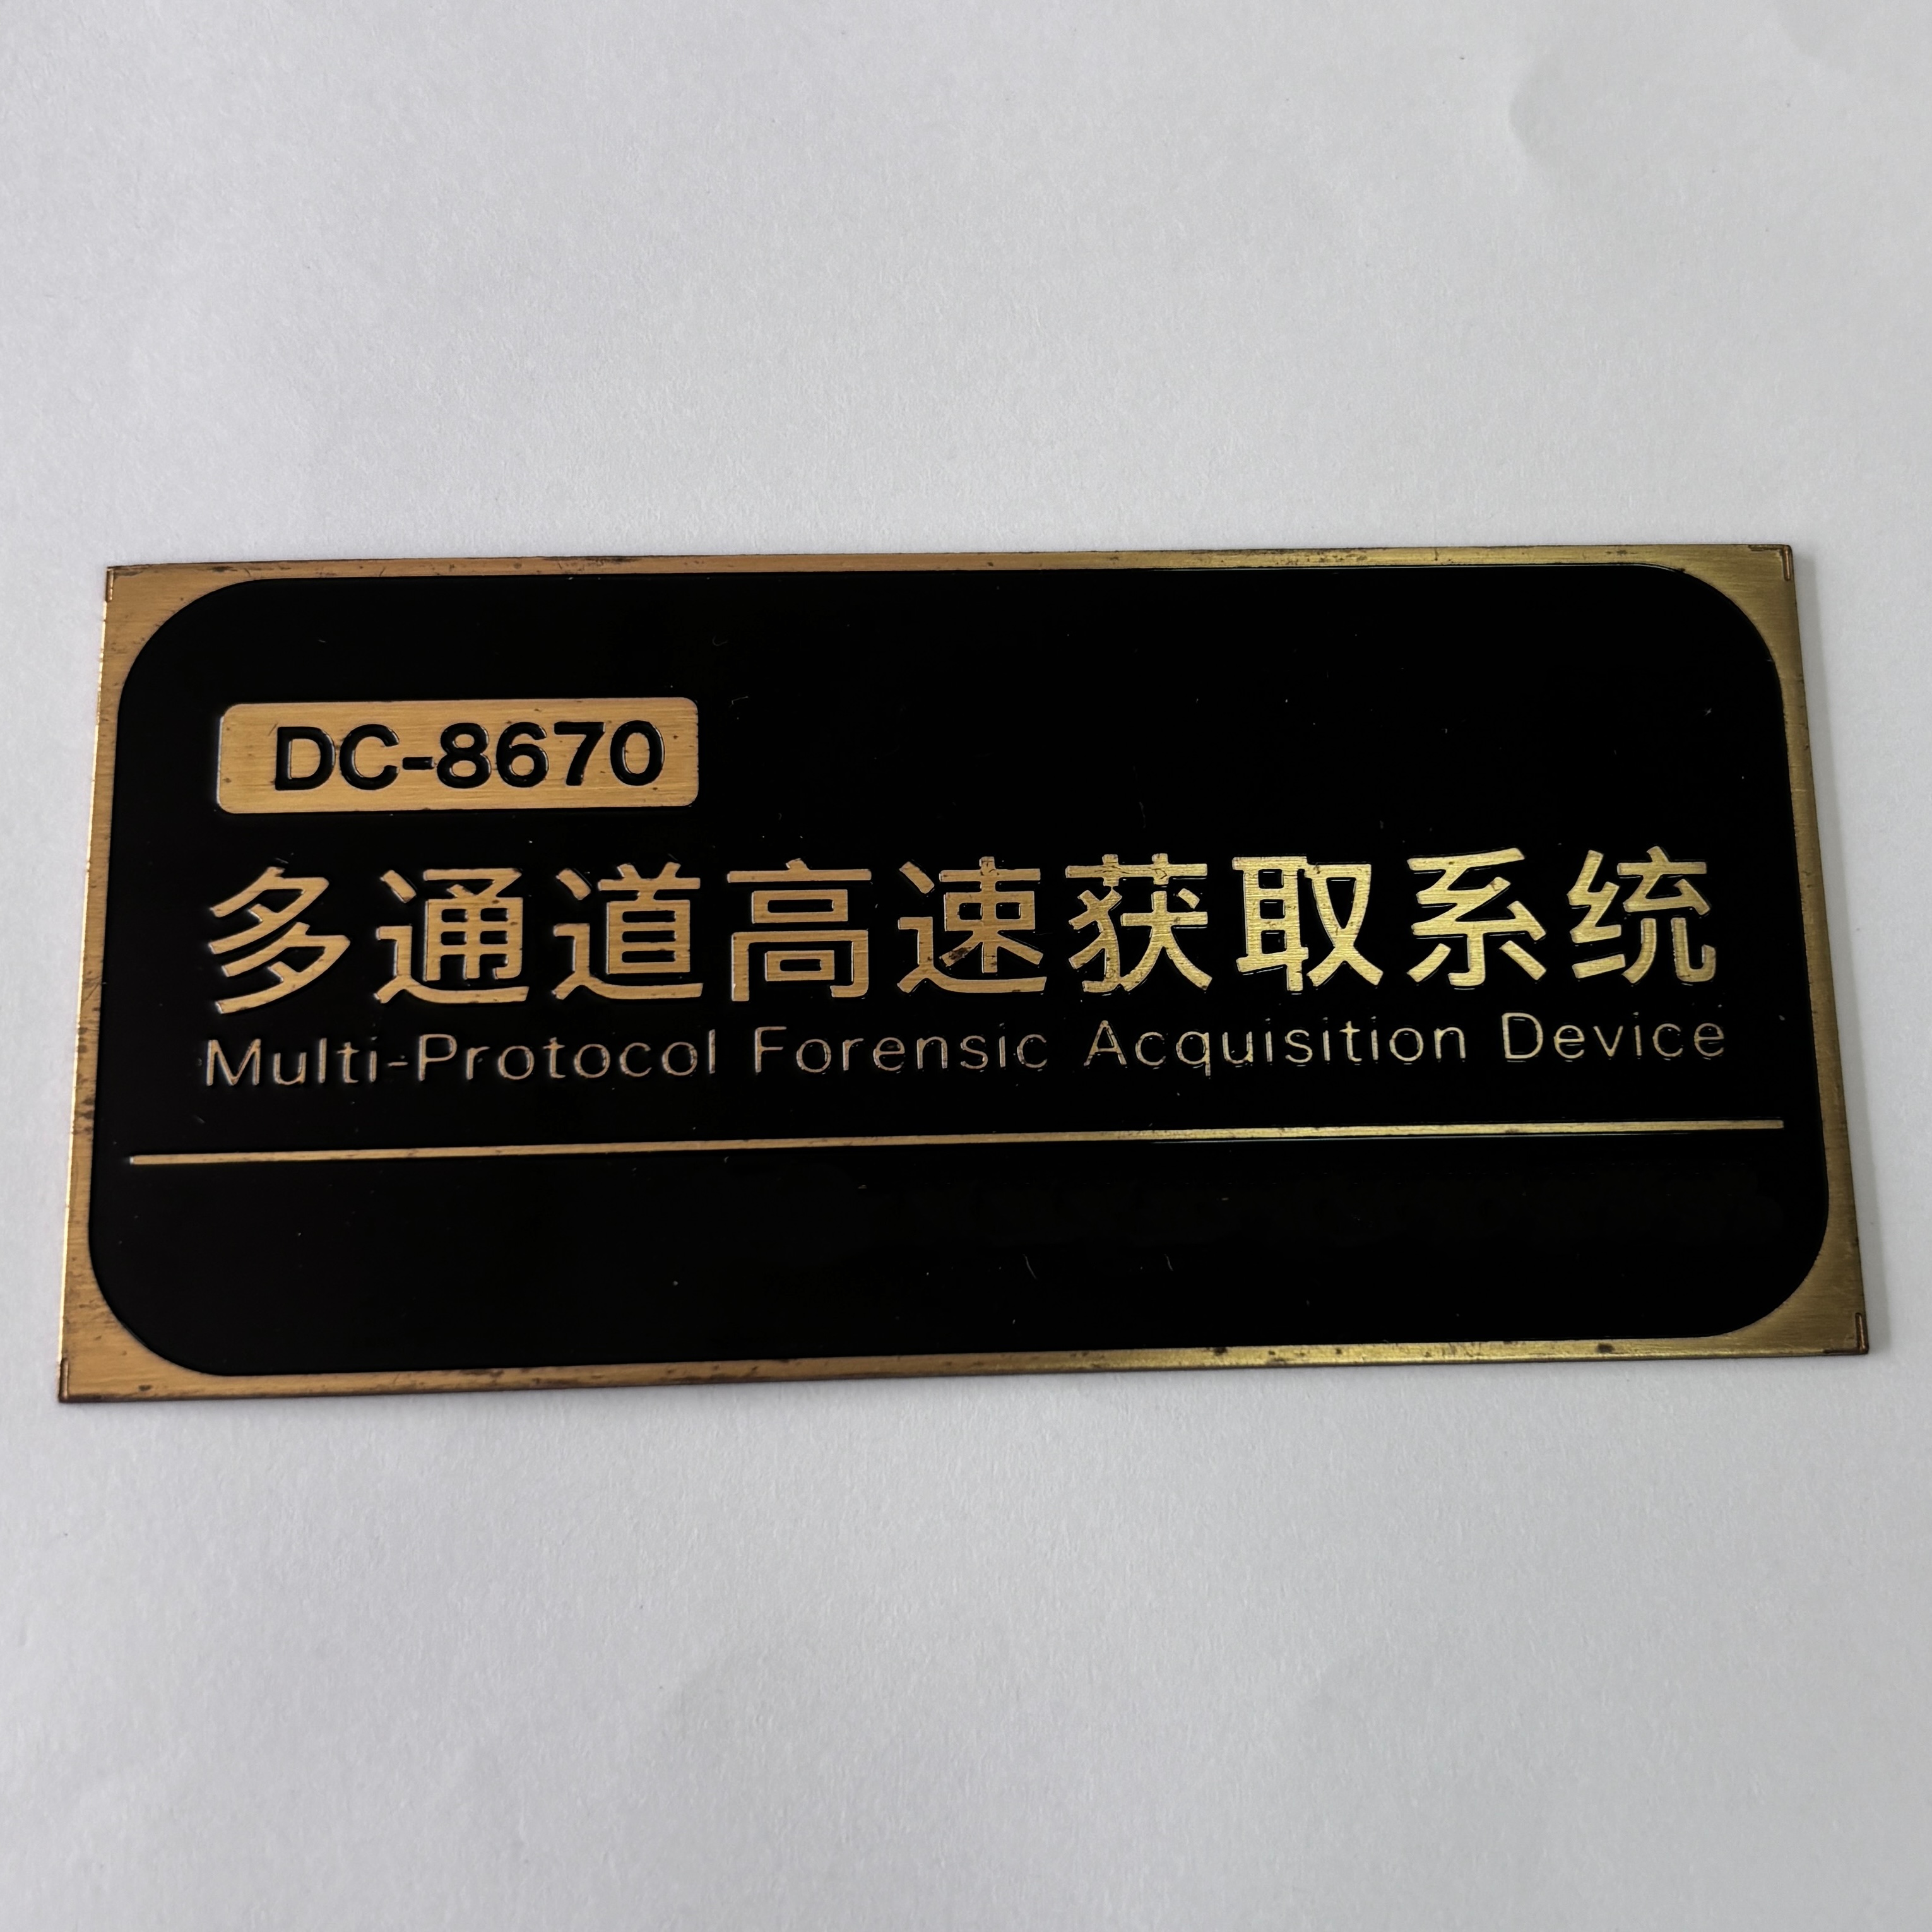 DC-8670
多通道高速获取系统
Multi-Protocol Forensic Acquisition Device